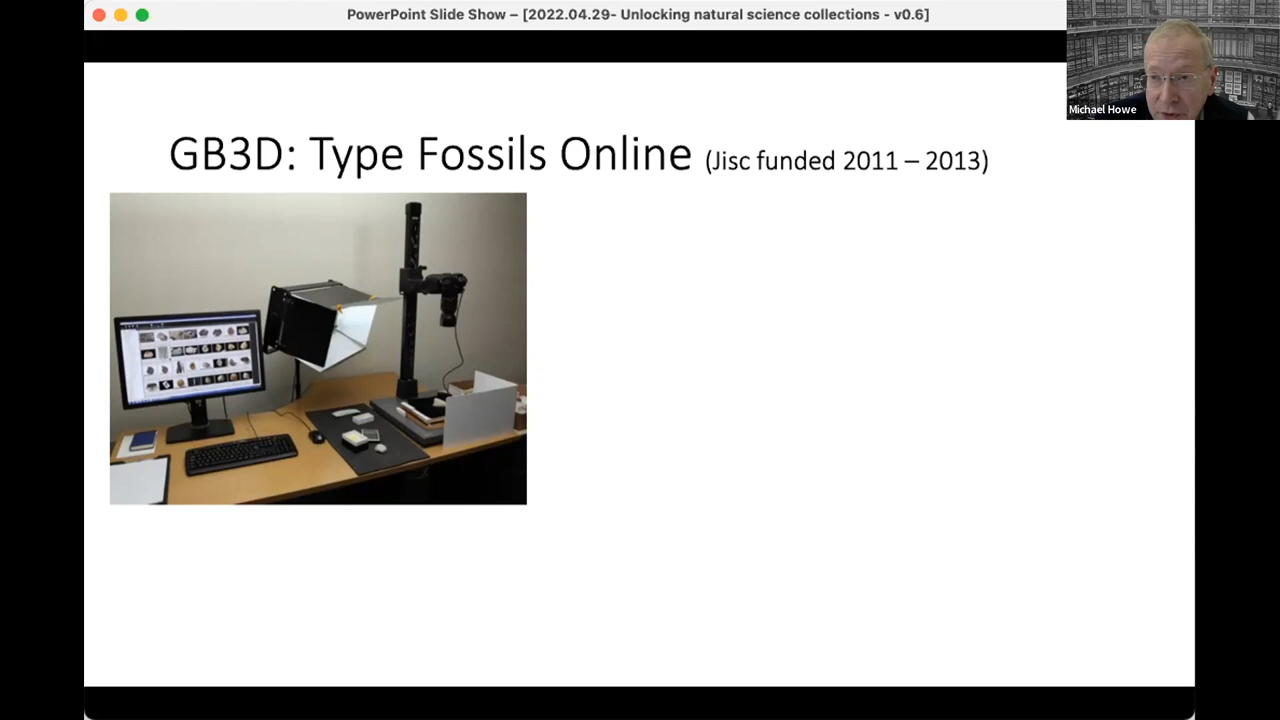 PowerPoint Slide Show – [2022.04.29- Unlocking natural science collections - v0.6]
Michael Howe
GB3D: Type Fossils Online (Jisc funded 2011 – 2013)